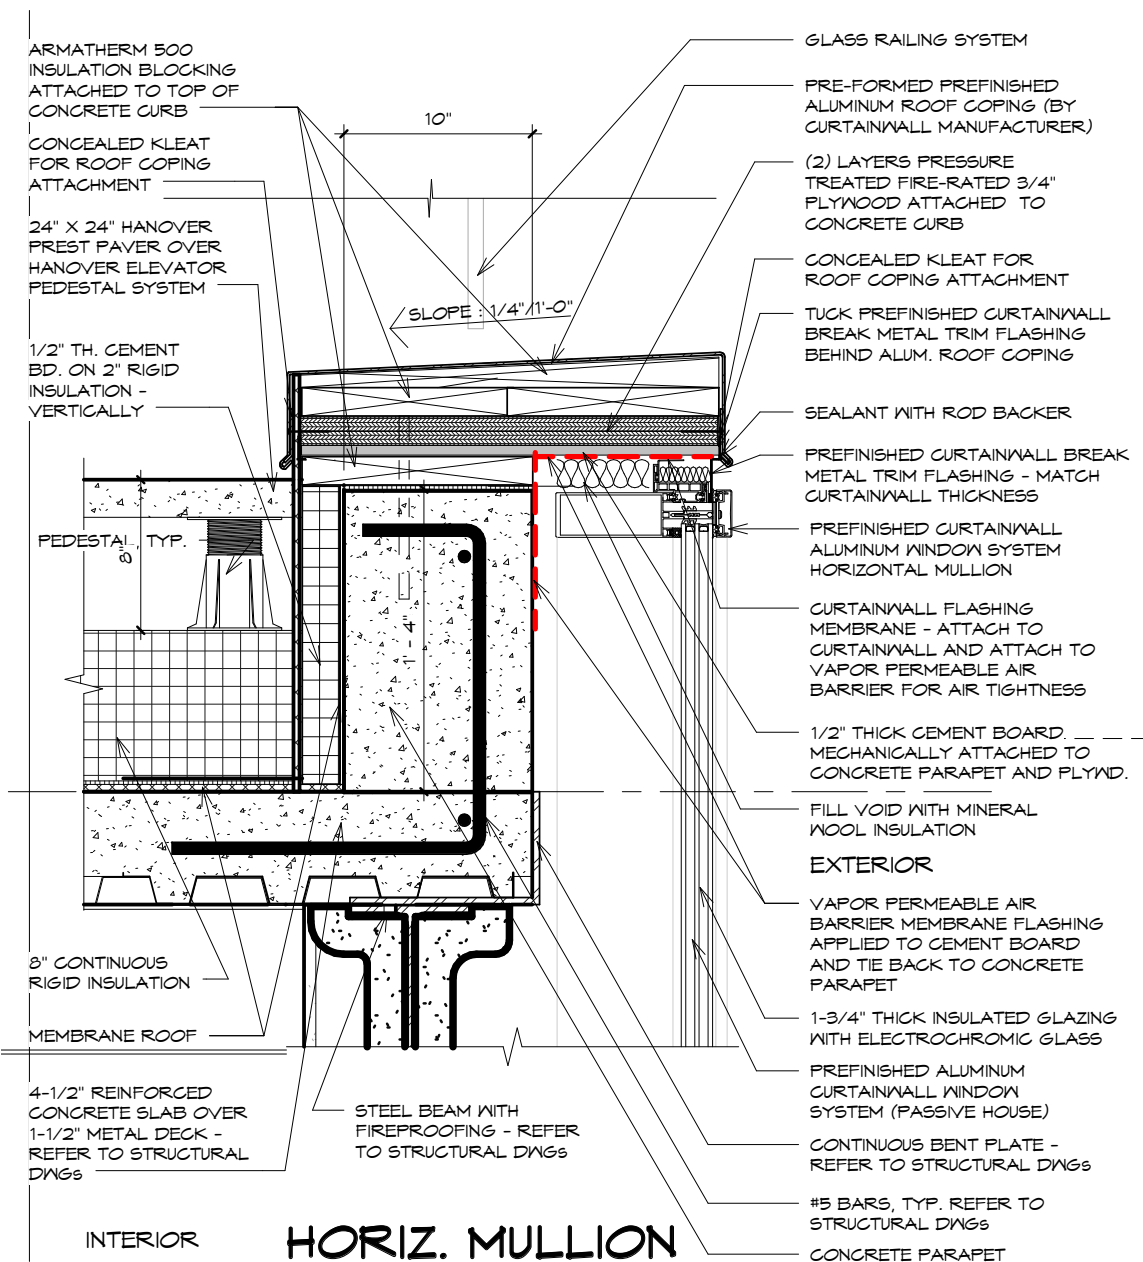 ARMATHERM 500
INSULATION BLOCKING
ATTACHED TO TOP OF
CONCRETE CURB
CONCEALED KLEAT
FOR ROOF COPING
ATTACHMENT
24" X 24" HANOVER
PREST PAVER OVER
HANOVER ELEVATOR
PEDESTAL SYSTEM
1/2" TH. CEMENT
BD. ON 2" RIGID
INSULATION -
VERTICALLY
PEDESTAL, TYP.
8"
8" CONTINUOUS
RIGID INSULATION
MEMBRANE ROOF
4-1/2" REINFORCED
CONCRETE SLAB OVER
1-1/2" METAL DECK -
REFER TO STRUCTURAL
DWGs
10"
SLOPE : 1/4"/1'-0"
1 - 4"
STEEL BEAM WITH
FIREPROOFING - REFER
TO STRUCTURAL DWGs
GLASS RAILING SYSTEM
PRE-FORMED PREFINISHED
ALUMINUM ROOF COPING (BY
CURTAINWALL MANUFACTURER)
(2) LAYERS PRESSURE
TREATED FIRE-RATED 3/4"
PLYWOOD ATTACHED TO
CONCRETE CURB
CONCEALED KLEAT FOR
ROOF COPING ATTACHMENT
TUCK PREFINISHED CURTAINWALL
BREAK METAL TRIM FLASHING
BEHIND ALUM. ROOF COPING
SEALANT WITH ROD BACKER
PREFINISHED CURTAINWALL BREAK
METAL TRIM FLASHING - MATCH
CURTAINWALL THICKNESS
PREFINISHED CURTAINWALL
ALUMINUM WINDOW SYSTEM
HORIZONTAL MULLION
CURTAINWALL FLASHING
MEMBRANE - ATTACH TO
CURTAINWALL AND ATTACH TO
VAPOR PERMEABLE AIR
BARRIER FOR AIR TIGHTNESS
1/2" THICK CEMENT BOARD.
MECHANICALLY ATTACHED TO
CONCRETE PARAPET AND PLYWD.
FILL VOID WITH MINERAL
WOOL INSULATION
EXTERIOR
VAPOR PERMEABLE AIR
BARRIER MEMBRANE FLASHING
APPLIED TO CEMENT BOARD
AND TIE BACK TO CONCRETE
PARAPET
1-3/4" THICK INSULATED GLAZING
WITH ELECTROCHROMIC GLASS
PREFINISHED ALUMINUM
CURTAINWALL WINDOW
SYSTEM (PASSIVE HOUSE)
CONTINUOUS BENT PLATE -
REFER TO STRUCTURAL DWGs
#5 BARS, TYP. REFER TO
STRUCTURAL DWGs
CONCRETE PARAPET
INTERIOR
HORIZ. MULLION